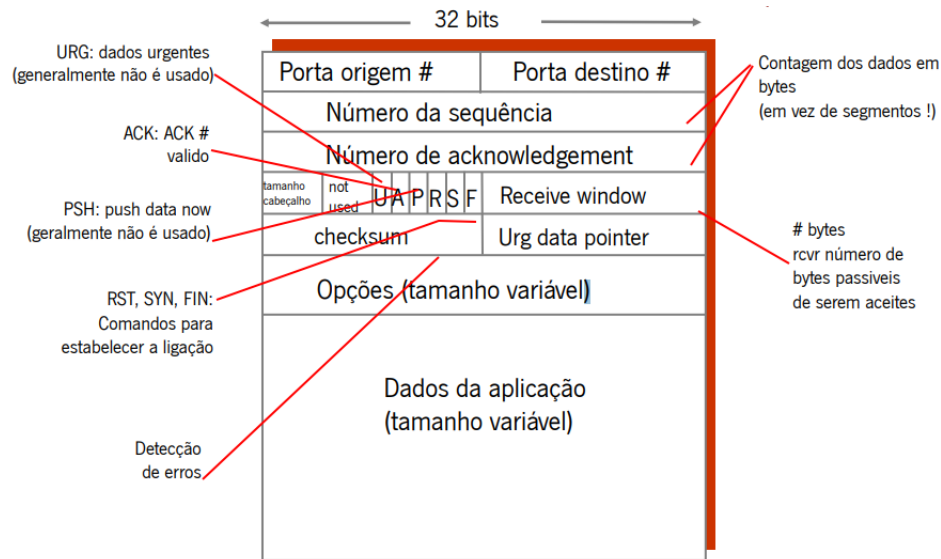 32 bits
URG: dados urgentes
(generalmente não é usado)
ACK: ACK #
valido
PSH: push data now
(geralmente não é usado)
RST, SYN, FIN:
Comandos para
estabelecer a ligação
Detecção
de erros
Porta origem #
Porta destino #
Número da sequência
Número de acknowledgement
tamanho
cabeçalho
not
used
U
A
P
R
S
F
Receive window
checksum
Urg data pointer
Opções (tamanho variável)
Dados da aplicação
(tamanho variável)
Contagem dos dados em
bytes
(em vez de segmentos !)
# bytes
rcvr número de
bytes passiveis
de serem aceites